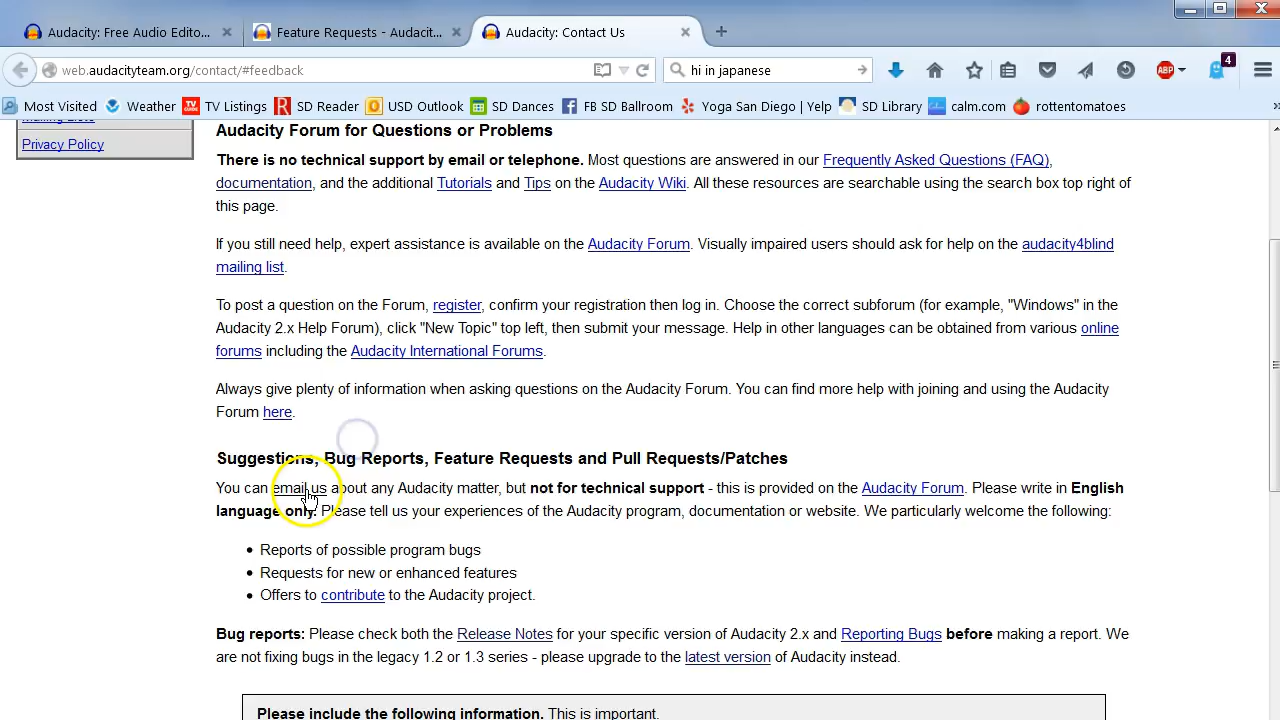 Audacity: Free Audio Edito...
Feature Requests - Audacit...
Audacity: Contact Us
web.audacityteam.org/contact/#feedback
hi in japanese
4
Most Visited Weather TV Listings SD Reader USD Outlook SD Dances FB SD Ballroom Yoga San Diego | Yelp SD Library calm.com rottentomatoes
Privacy Policy
Audacity Forum for Questions or Problems
There is no technical support by email or telephone. Most questions are answered in our Frequently Asked Questions (FAQ),
documentation, and the additional Tutorials and Tips on the Audacity Wiki. All these resources are searchable using the search box top right of
this page.
If you still need help, expert assistance is available on the Audacity Forum. Visually impaired users should ask for help on the audacity4blind
mailing list.
To post a question on the Forum, register, confirm your registration then log in. Choose the correct subforum (for example, "Windows" in the
Audacity 2.x Help Forum), click "New Topic" top left, then submit your message. Help in other languages can be obtained from various online
forums including the Audacity International Forums.
Always give plenty of information when asking questions on the Audacity Forum. You can find more help with joining and using the Audacity
Forum here.
Suggestions, Bug Reports, Feature Requests and Pull Requests/Patches
You can email us about any Audacity matter, but not for technical support - this is provided on the Audacity Forum. Please write in English
language only. Please tell us your experiences of the Audacity program, documentation or website. We particularly welcome the following:
Reports of possible program bugs
Requests for new or enhanced features
Offers to contribute to the Audacity project.
Bug reports: Please check both the Release Notes for your specific version of Audacity 2.x and Reporting Bugs before making a report. We
are not fixing bugs in the legacy 1.2 or 1.3 series - please upgrade to the latest version of Audacity instead.
Please include the following information. This is important.